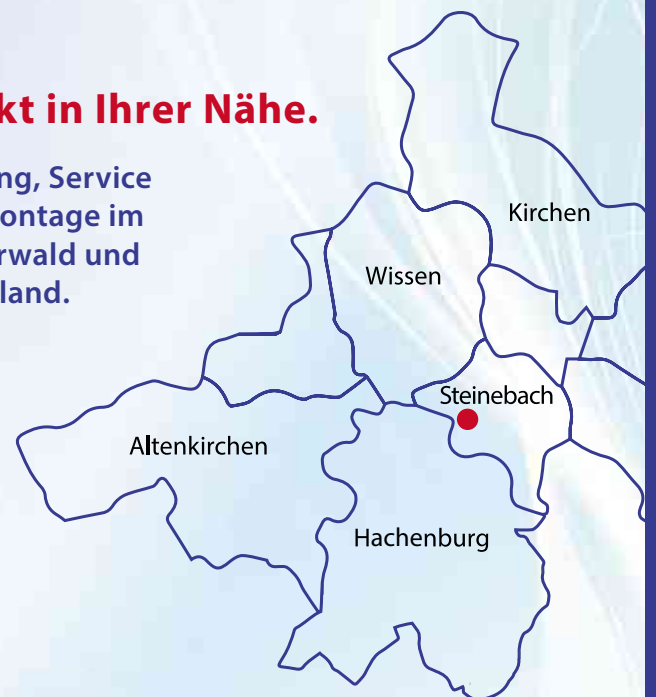 kt in Ihrer Nähe.
ng, Service
ontage im
rwald und
land.
Kirchen
Wissen
Steinebach
Altenkirchen
Hachenburg